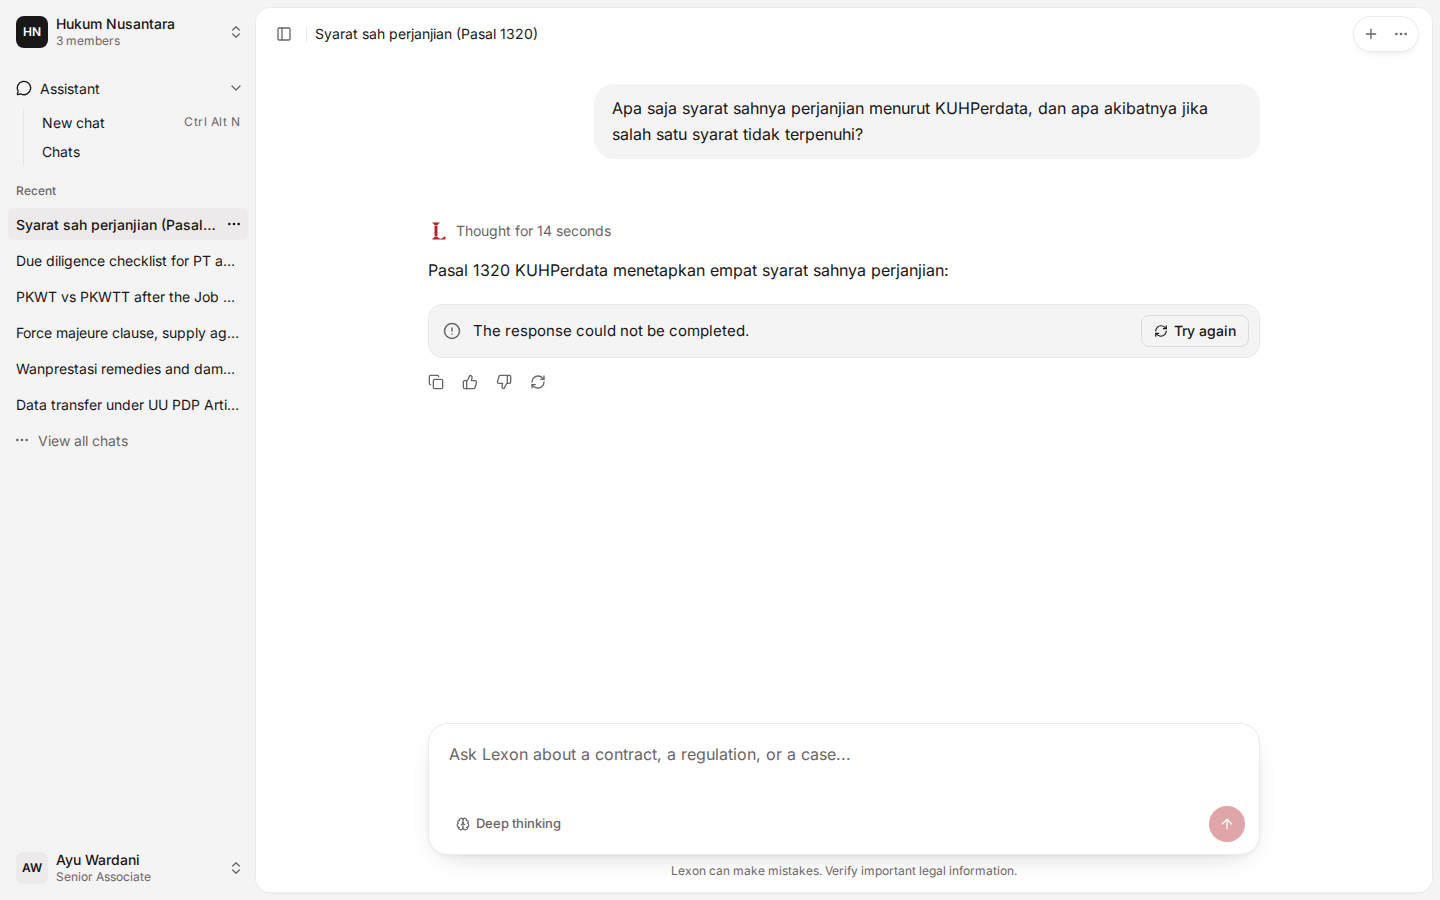 HN
Hukum Nusantara
3 members
Assistant
New chat
Ctrl Alt N
Chats
Recent
Syarat sah perjanjian (Pasal...
Due diligence checklist for PT a...
PKWT vs PKWTT after the Job ...
Force majeure clause, supply ag...
Wanprestasi remedies and dam...
Data transfer under UU PDP Arti...
View all chats
AW
Ayu Wardani
Senior Associate
Syarat sah perjanjian (Pasal 1320)
Apa saja syarat sahnya perjanjian menurut KUHPerdata, dan apa akibatnya jika
salah satu syarat tidak terpenuhi?
L
Thought for 14 seconds
Pasal 1320 KUHPerdata menetapkan empat syarat sahnya perjanjian:
The response could not be completed.
Try again
Ask Lexon about a contract, a regulation, or a case...
Deep thinking
Lexon can make mistakes. Verify important legal information.